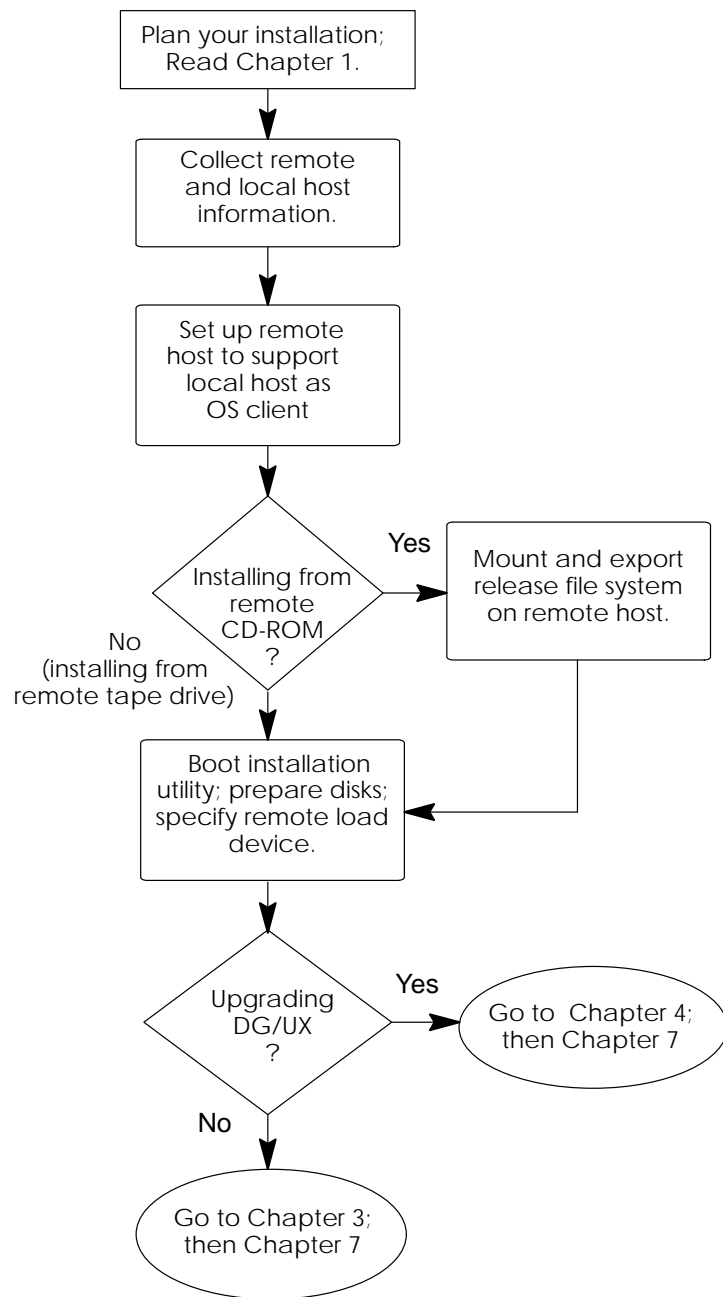 Plan your installation;
Read Chapter 1.
Collect remote
and local host
information.
Set up remote
host to support
local host as
OS client
Installing from
remote
CD-ROM
?
Yes
Mount and export
release file system
on remote host.
No
(installing from
remote tape drive)
Boot installation
utility; prepare disks;
specify remote load
device.
Upgrading
DG/UX
?
Yes
Go to Chapter 4;
then Chapter 7
No
Go to Chapter 3;
then Chapter 7